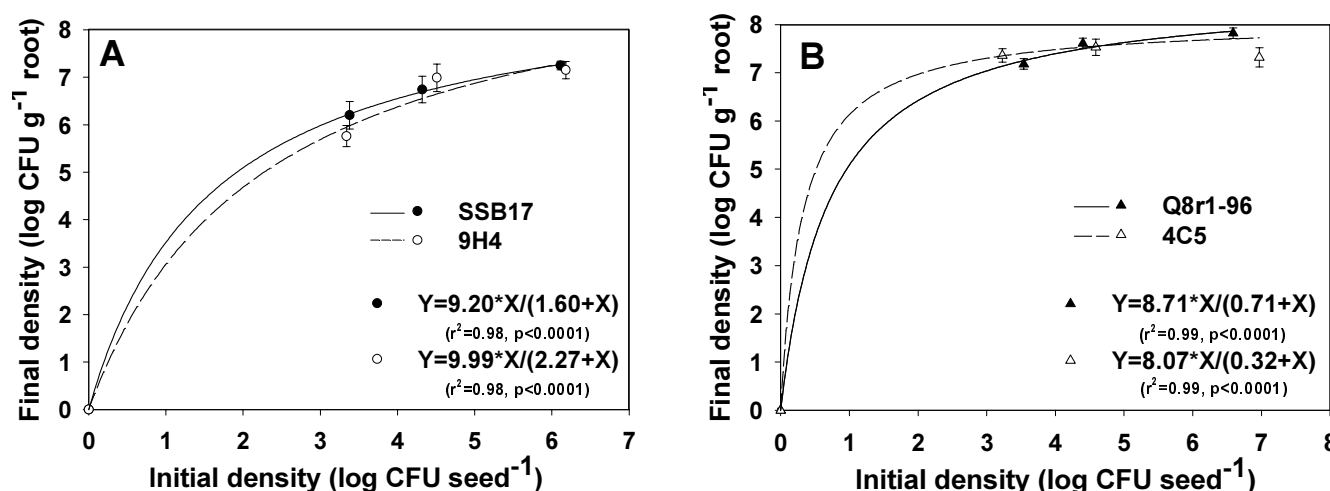 A
Final density (log CFU g⁻¹ root)
8
7
6
5
4
3
2
1
0
SSB17
9H4
Y=9.20*X/(1.60+X)
(r²=0.98, p<0.0001)
Y=9.99*X/(2.27+X)
(r²=0.98, p<0.0001)
0 1 2 3 4 5 6 7
Initial density (log CFU seed⁻¹)
B
Final density (log CFU g⁻¹ root)
8
7
6
5
4
3
2
1
0
Q8r1-96
4C5
Y=8.71*X/(0.71+X)
(r²=0.99, p<0.0001)
Y=8.07*X/(0.32+X)
(r²=0.99, p<0.0001)
0 1 2 3 4 5 6 7 8
Initial density (log CFU seed⁻¹)